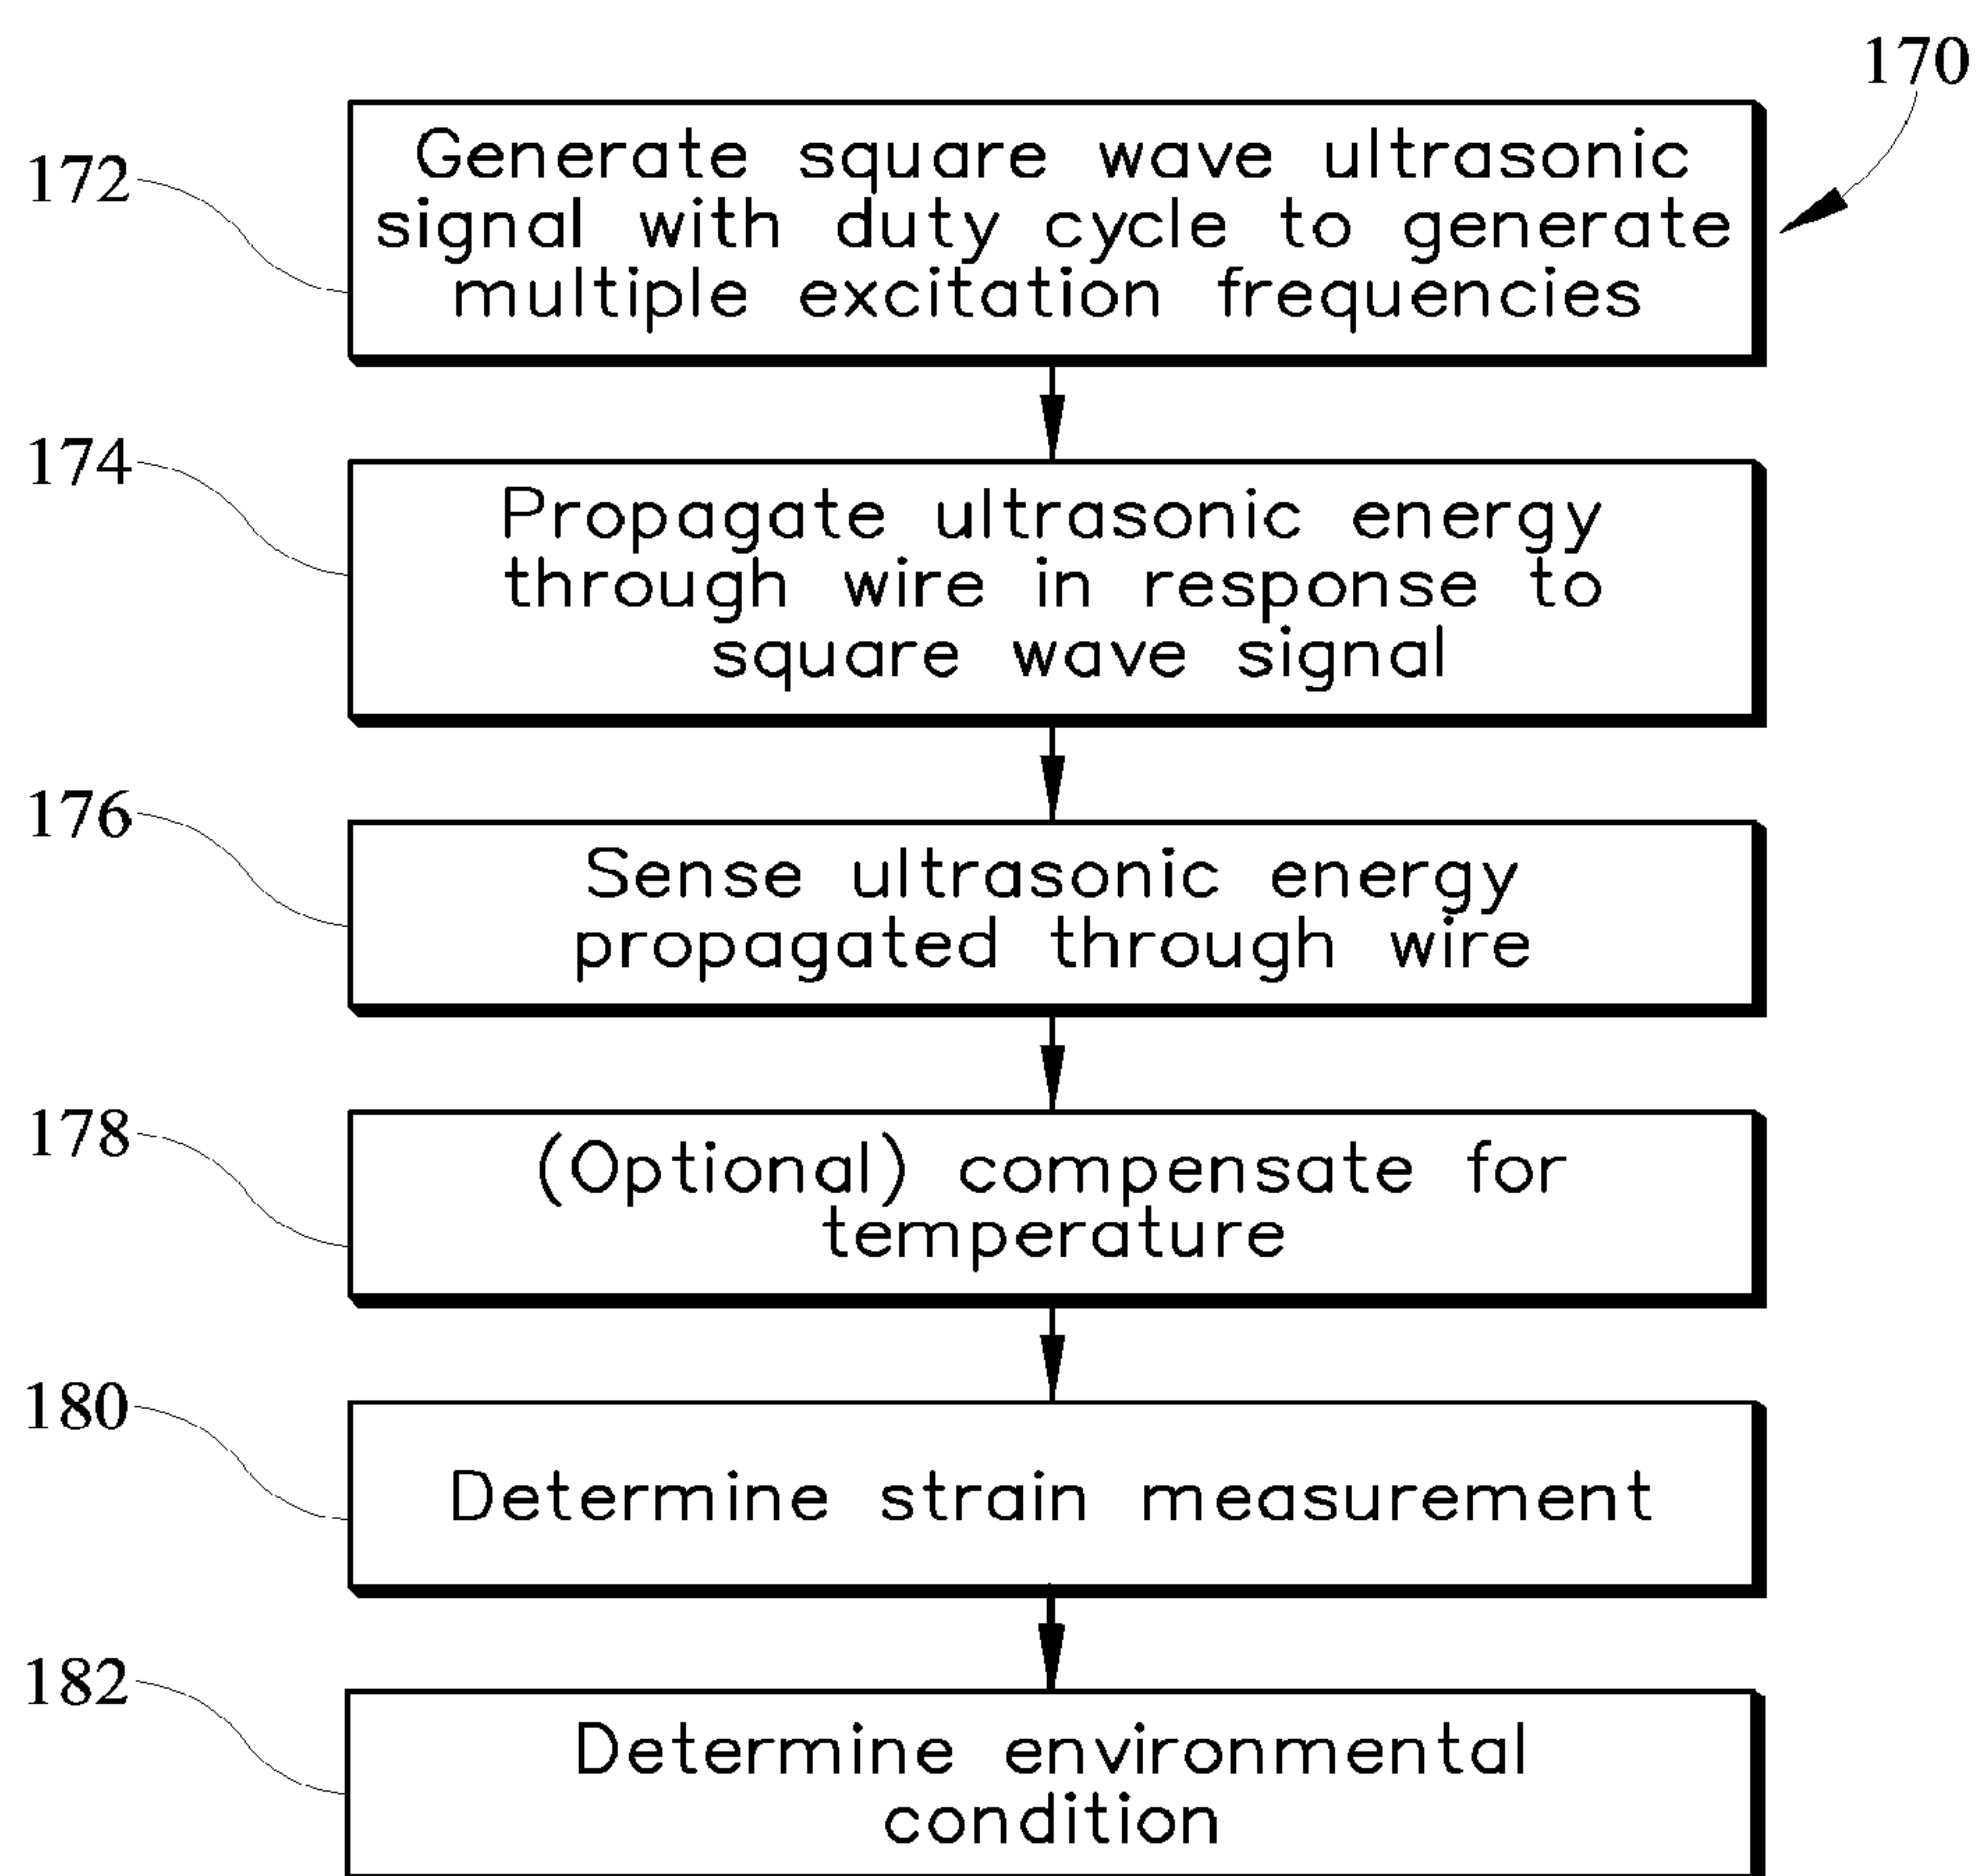 170
172
Generate square wave ultrasonic
signal with duty cycle to generate
multiple excitation frequencies
174
Propagate ultrasonic energy
through wire in response to
square wave signal
176
Sense ultrasonic energy
propagated through wire
178
(Optional) compensate for
temperature
180
Determine strain measurement
182
Determine environmental
condition